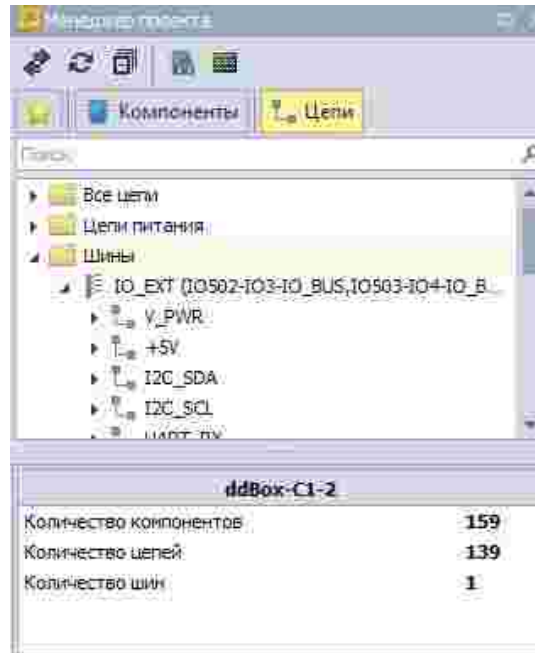 Менеджер проекта
Компоненты
Цепи
Поиск
Все цепи
Цепи питания
Шины
IO_EXT (IO502-IO3-IO_BUS,IO503-IO4-IO_B...
V_PWR
+5V
I2C_SDA
I2C_SCL
UART_RX
ddBox-C1-2
Количество компонентов 159
Количество цепей 139
Количество шин 1